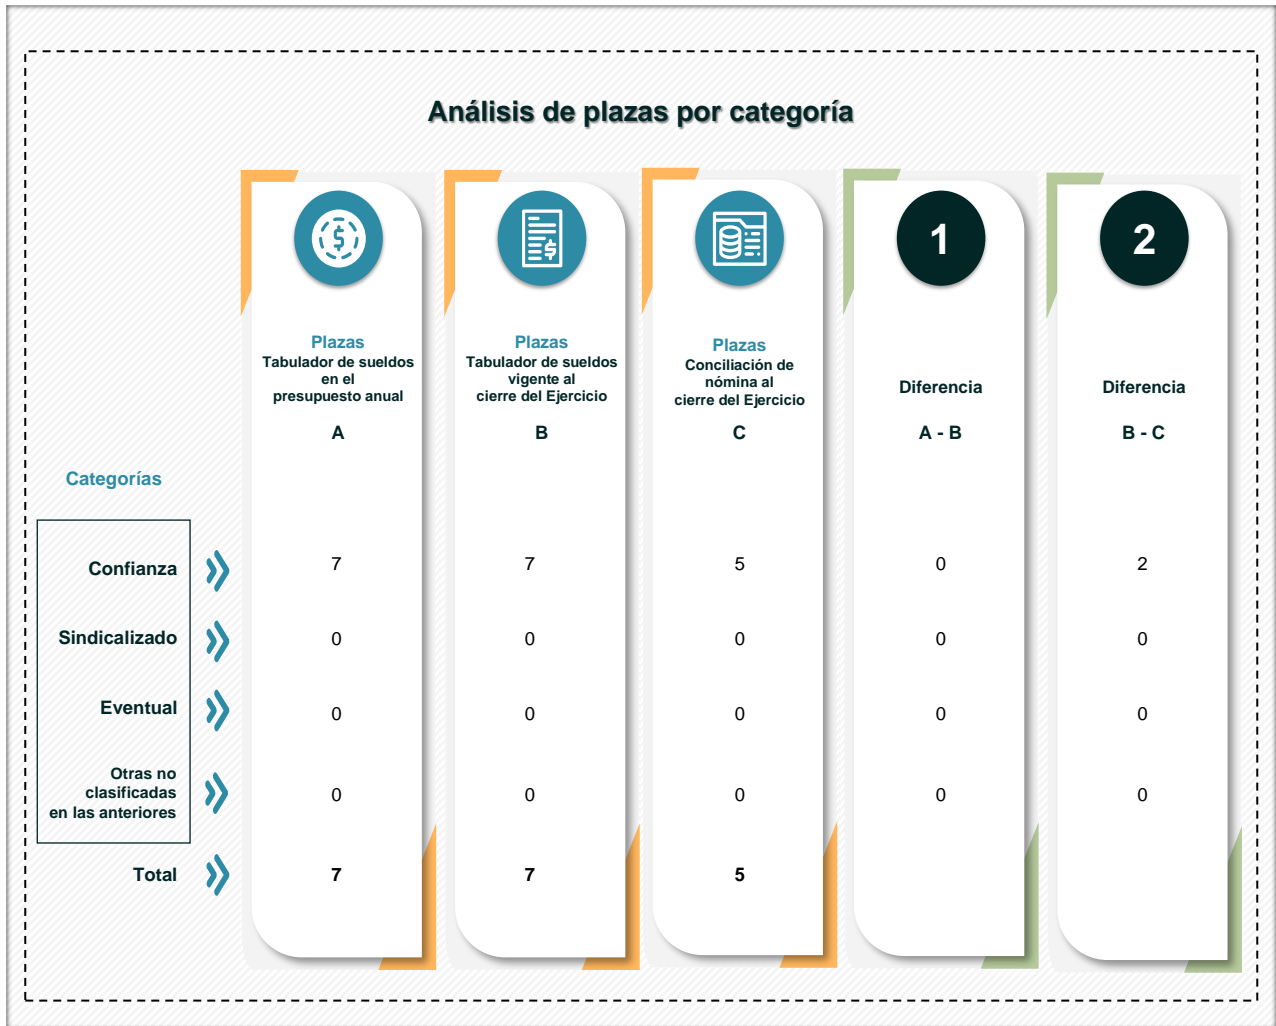 Análisis de plazas por categoría
1
2
Plazas
Tabulador de sueldos
en el
presupuesto anual
A
Plazas
Tabulador de sueldos
vigente al
cierre del Ejercicio
B
Plazas
Conciliación de
nómina al
cierre del Ejercicio
C
Diferencia
A - B
Diferencia
B - C
Categorías
Confianza 7 7 5 0 2
Sindicalizado 0 0 0 0 0
Eventual 0 0 0 0 0
Otras no
clasificadas
en las anteriores 0 0 0 0 0
Total 7 7 5